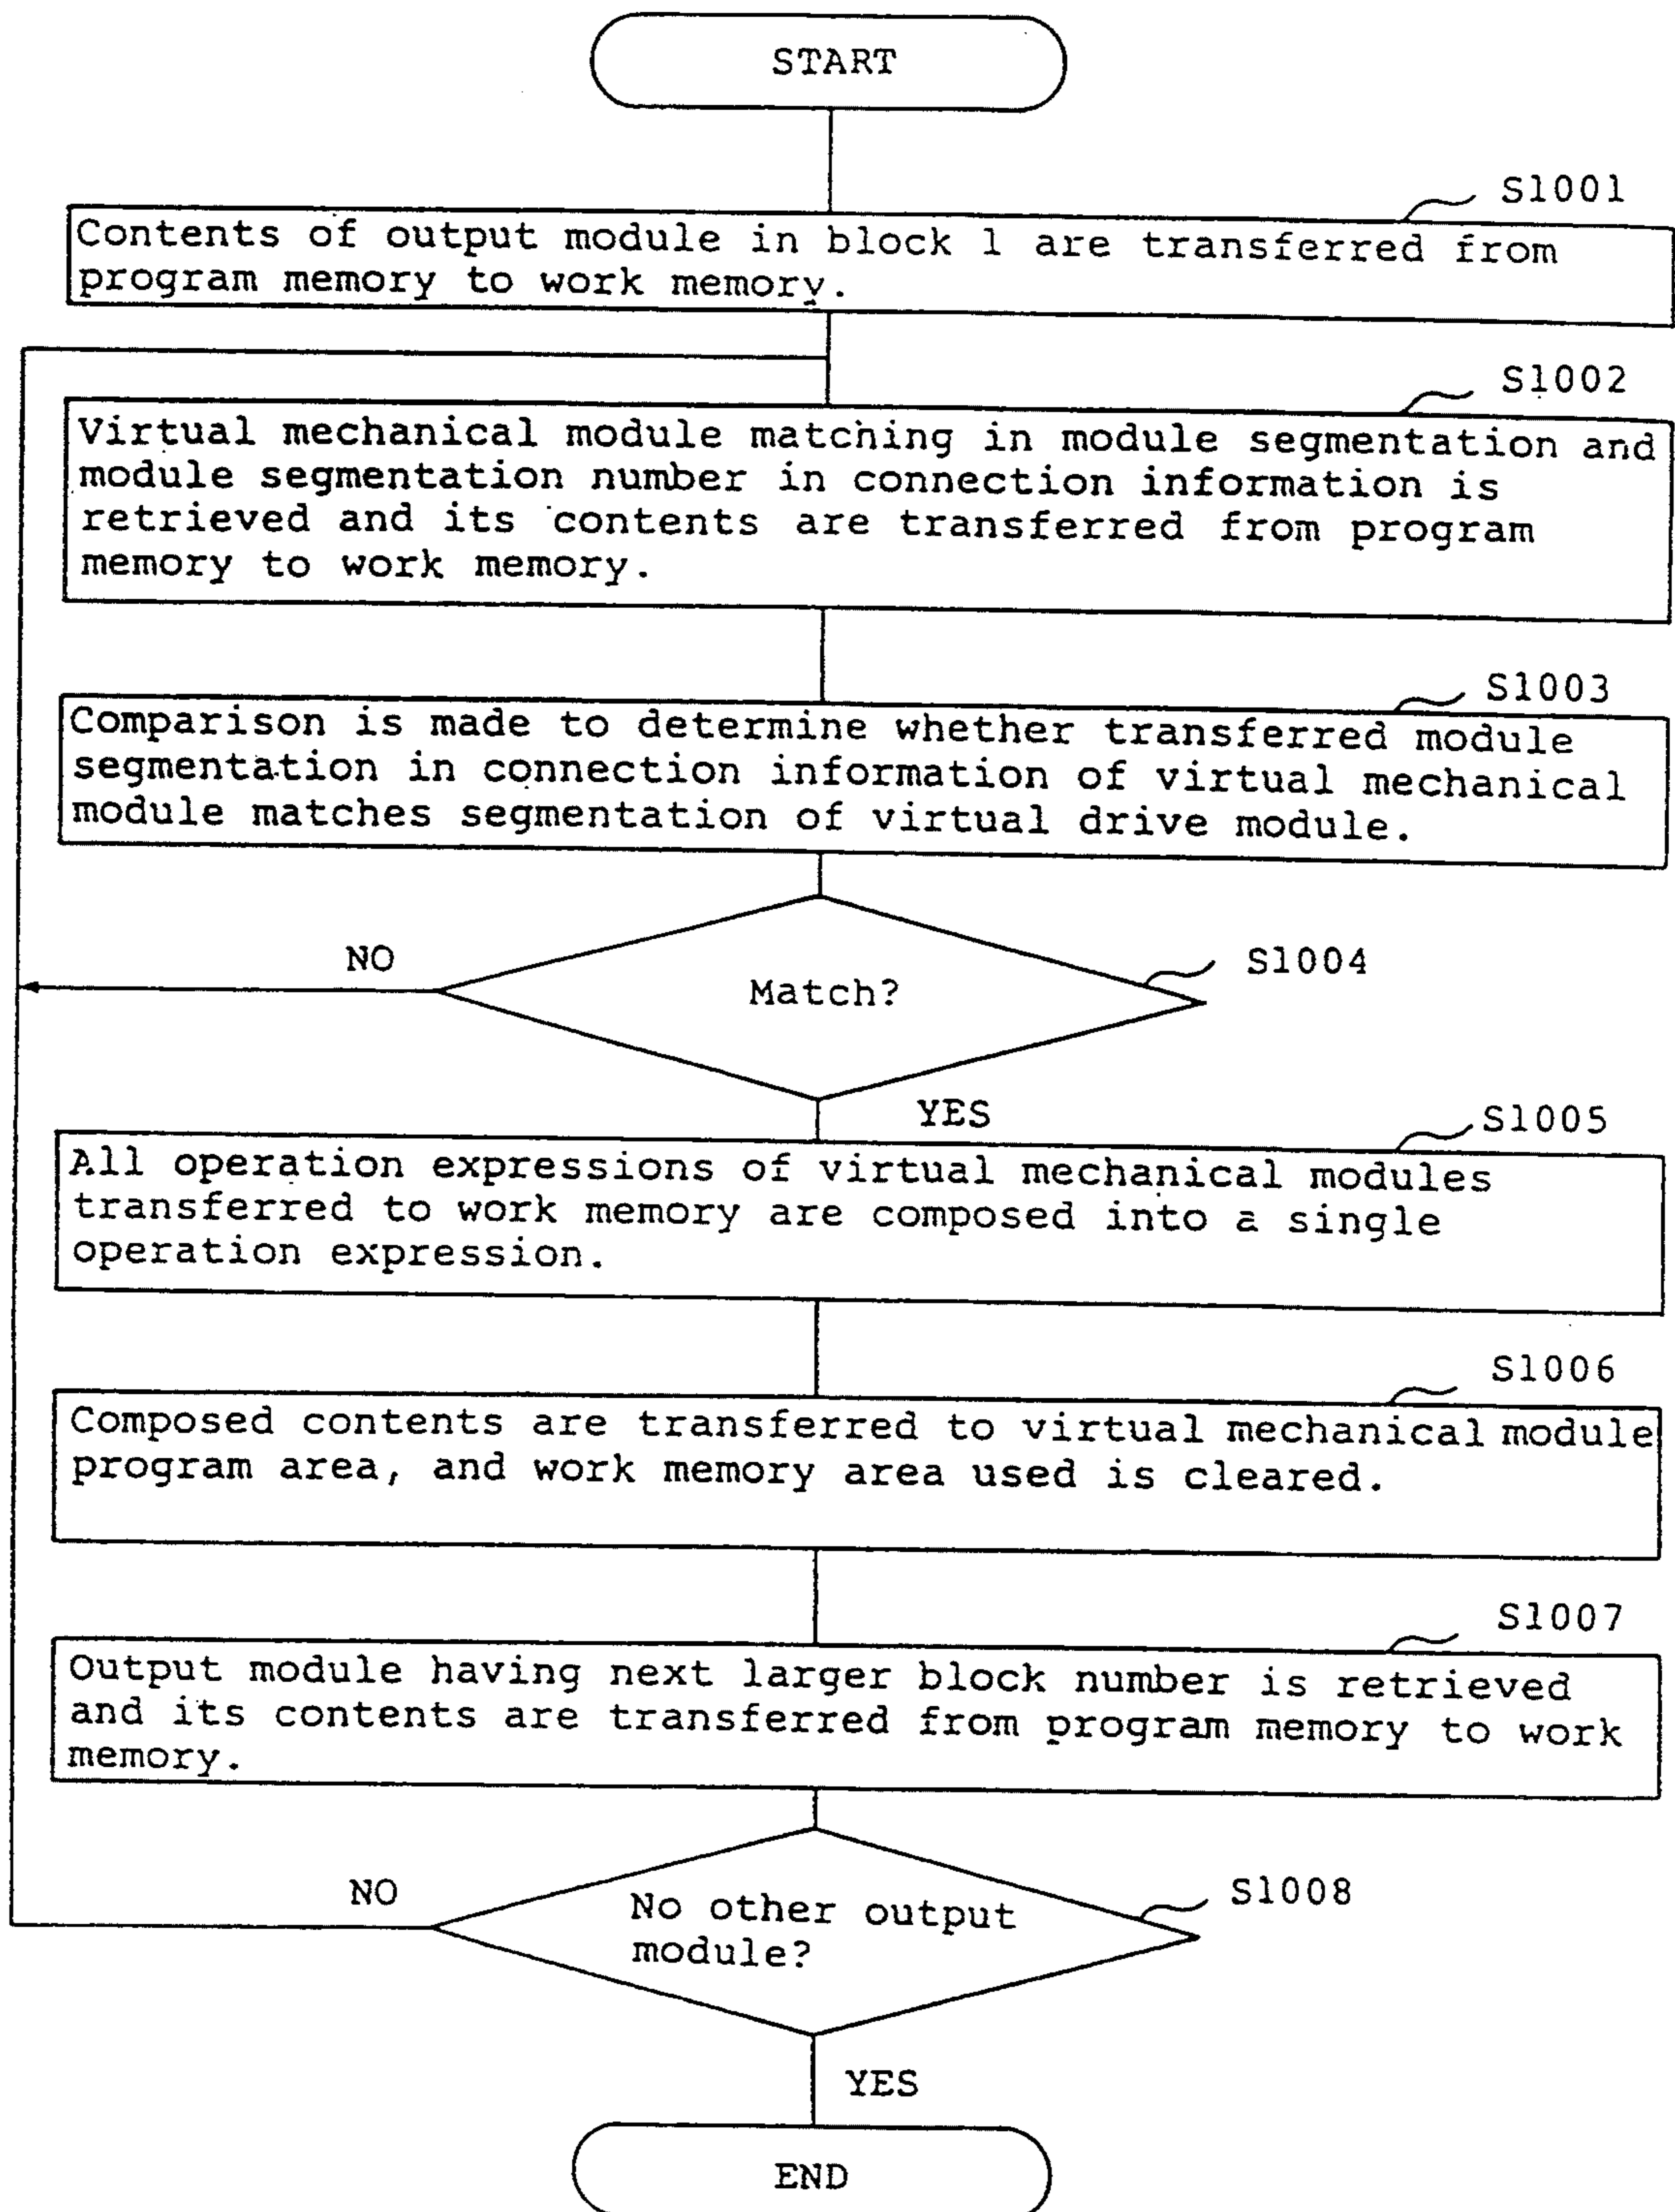 START
S1001
Contents of output module in block 1 are transferred from
program memory to work memory.
S1002
Virtual mechanical module matching in module segmentation and
module segmentation number in connection information is
retrieved and its contents are transferred from program
memory to work memory.
S1003
Comparison is made to determine whether transferred module
segmentation in connection information of virtual mechanical
module matches segmentation of virtual drive module.
NO
S1004
Match?
YES
S1005
All operation expressions of virtual mechanical modules
transferred to work memory are composed into a single
operation expression.
S1006
Composed contents are transferred to virtual mechanical module
program area, and work memory area used is cleared.
S1007
Output module having next larger block number is retrieved
and its contents are transferred from program memory to work
memory.
NO
S1008
No other output
module?
YES
END